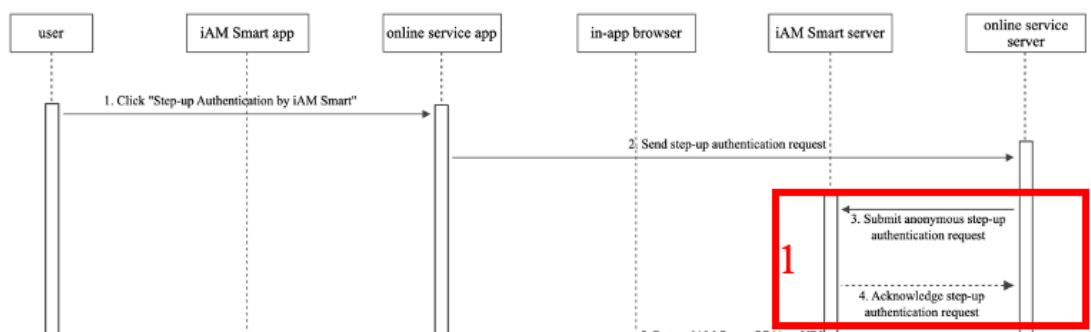 user
iAM Smart app
online service app
in-app browser
iAM Smart server
online service
server
1. Click "Step-up Authentication by iAM Smart"
2. Send step-up authentication request
3. Submit anonymous step-up
authentication request
1
4. Acknowledge step-up
authentication request